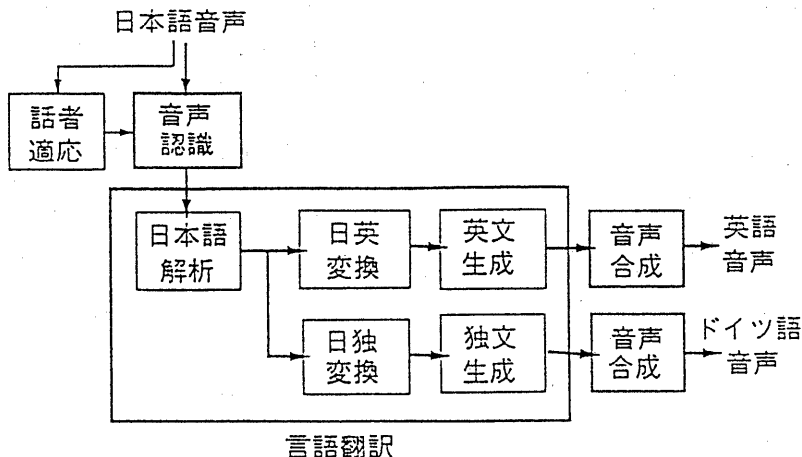 日本語音声
話者
適応
音声
認識
日本語
解析
日英
変換
英文
生成
音声
合成
英語
音声
日独
変換
独文
生成
音声
合成
ドイツ語
音声
言語翻訳